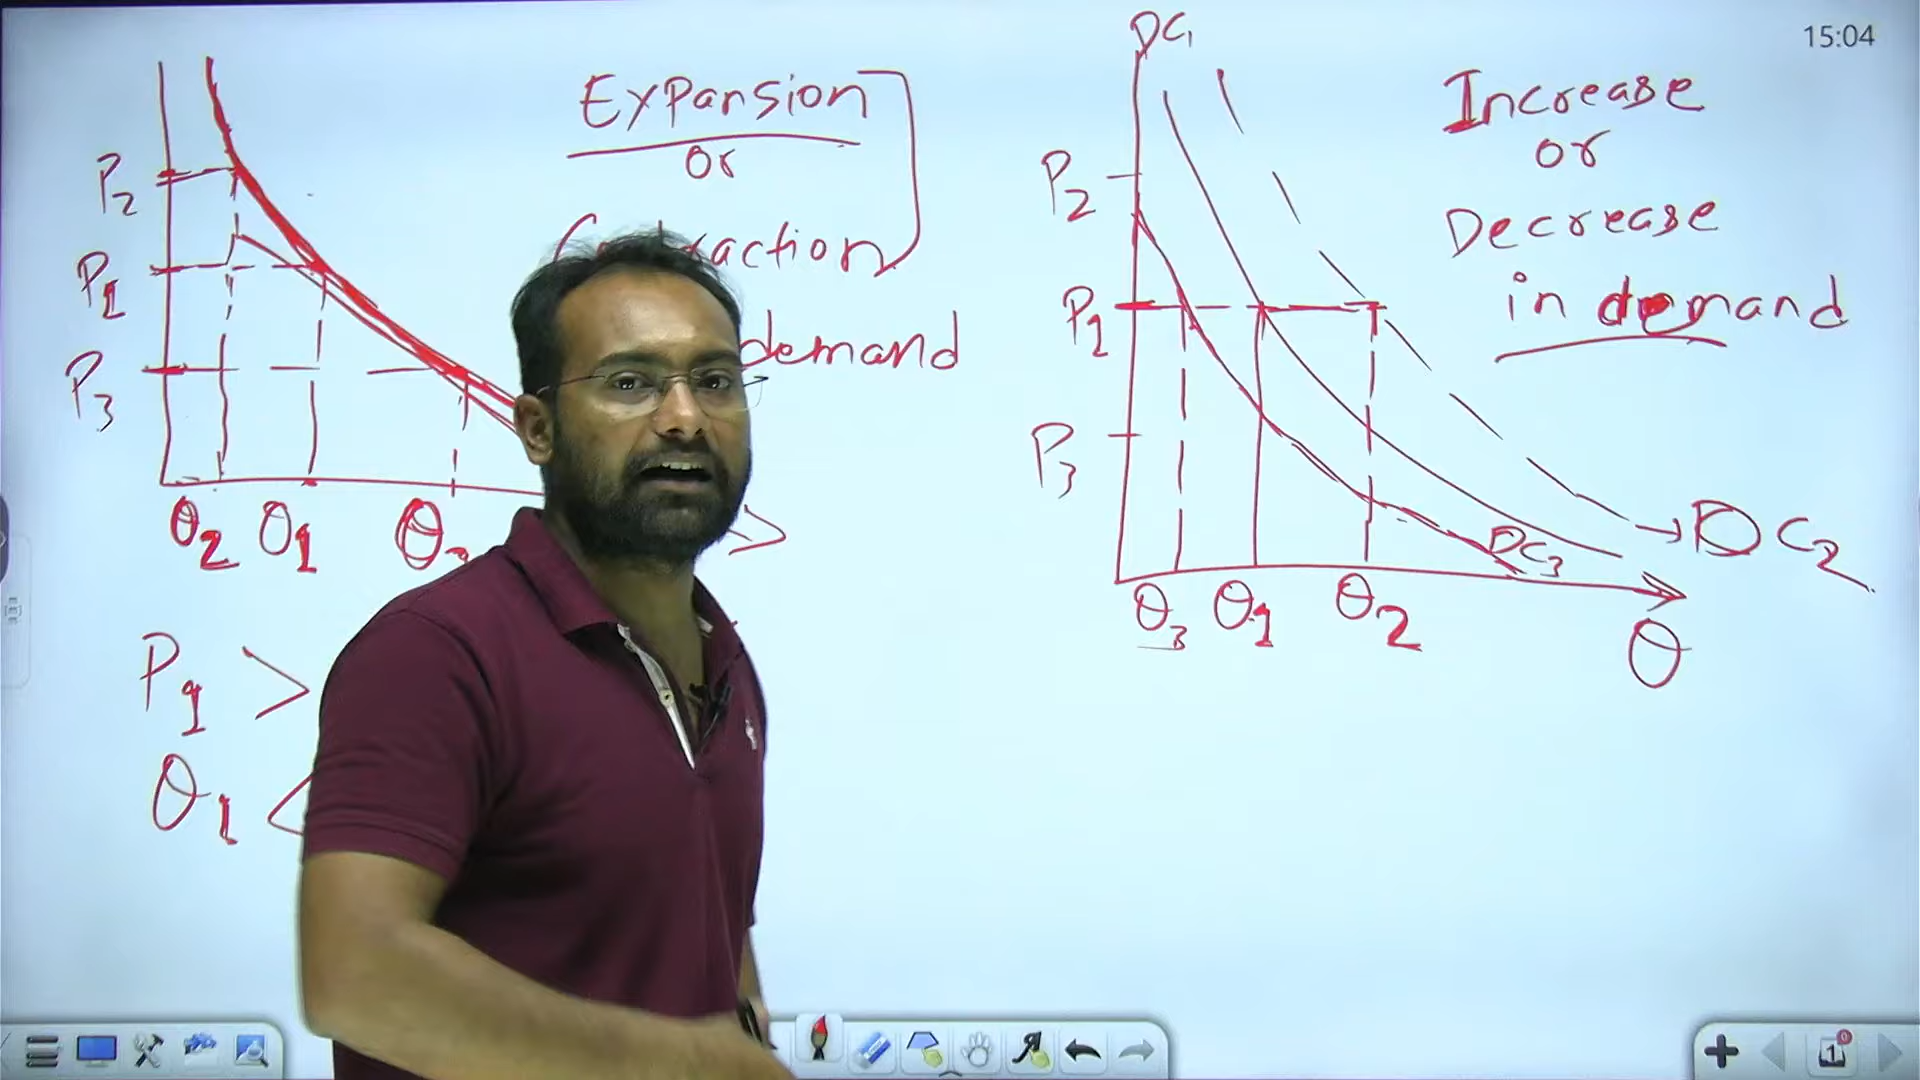 15:04
Expansion
or
demand
P2
P1
P3
Q2 Q1
P1 >
Q1 <
DC1
P2
P1
P3
Q3 Q1 Q2
Q
DC3
DC2
Increase
or
Decrease
in demand
1